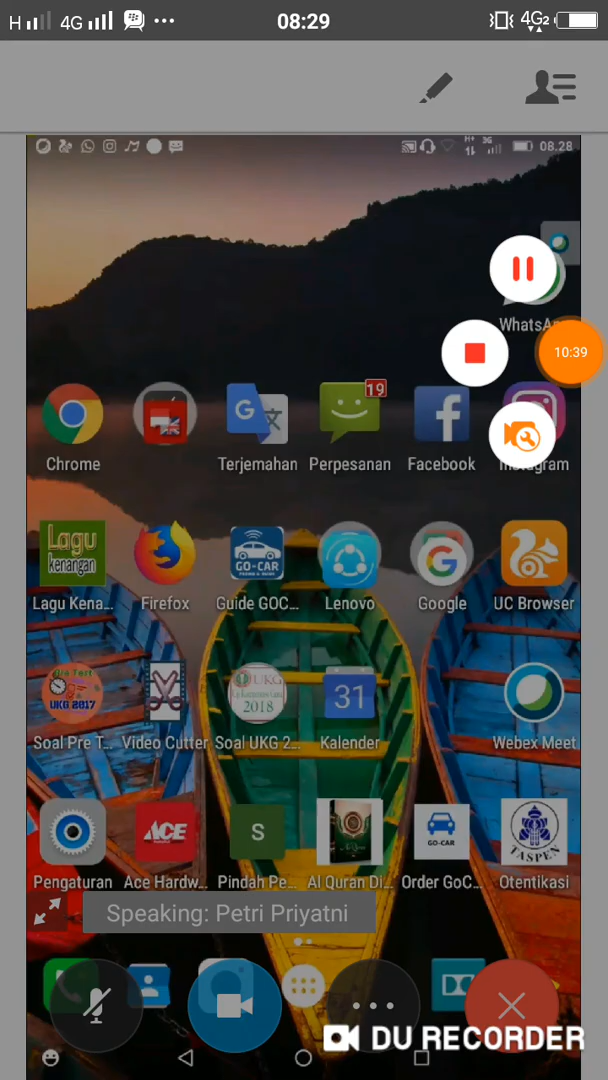 H 4G 08:29 4G2
H+ 3G 08.28
WhatsA
10:39
19
Chrome Terjemahan Perpesanan Facebook Instagram
Lagu
kenangan
GO-CAR
G
Lagu Kena... Firefox Guide GOC... Lenovo Google UC Browser
UKG 2017
UKG
2018
31
Soal Pre T... Video Cutter Soal UKG 2... Kalender Webex Meet
ACE S GO-CAR TASPEN
Pengaturan Ace Hardw... Pindah Pe... Al Quran Di... Order GoC... Otentikasi
Speaking: Petri Priyatni
DU RECORDER